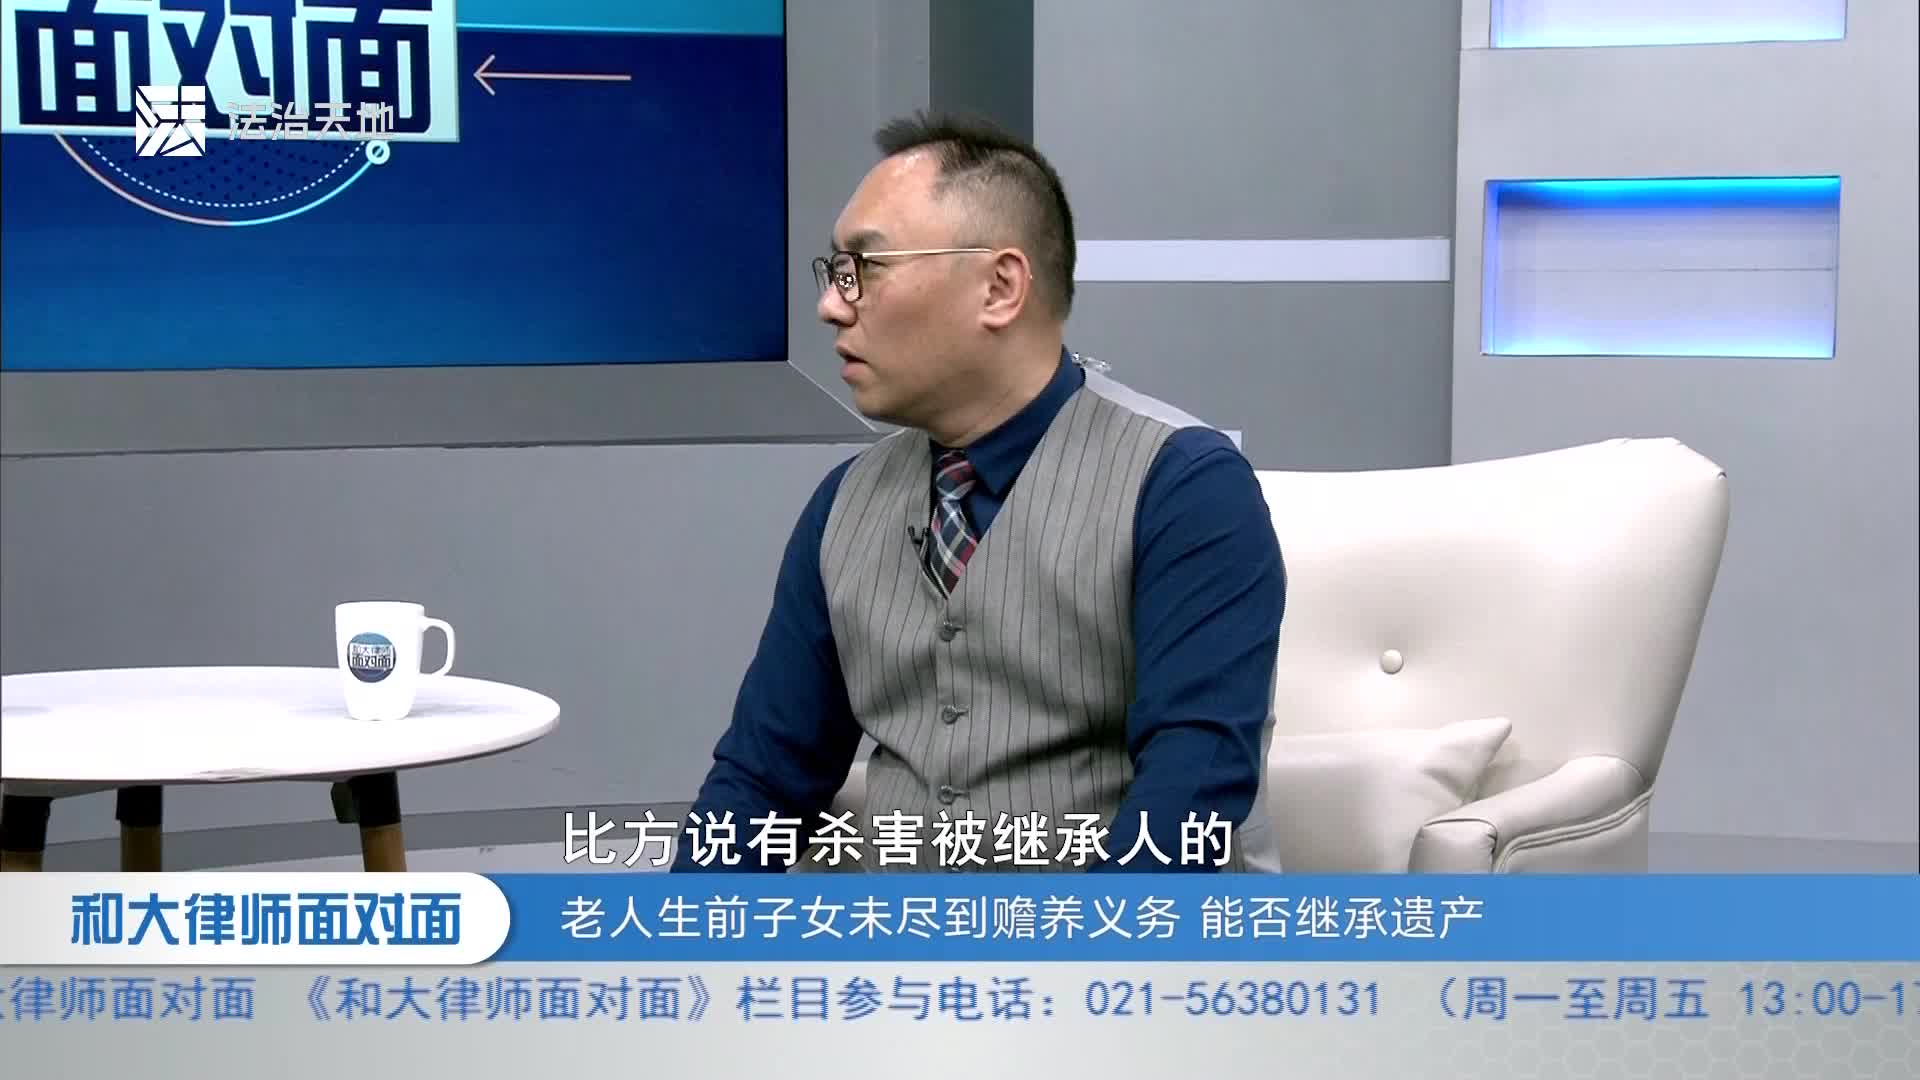 面对面
法治天地
和大律师
面对面
比方说有杀害被继承人的
和大律师面对面
老人生前子女未尽到赡养义务 能否继承遗产
律师面对面 《和大律师面对面》栏目参与电话：021-56380131 （周一至周五 13:00-1